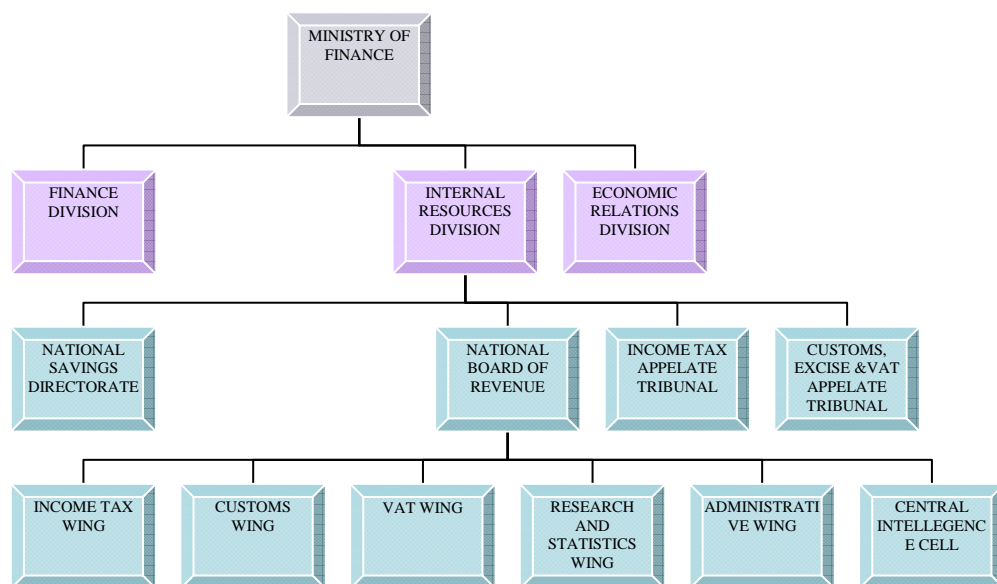 MINISTRY OF
FINANCE
FINANCE
DIVISION
INTERNAL
RESOURCES
DIVISION
ECONOMIC
RELATIONS
DIVISION
NATIONAL
SAVINGS
DIRECTORATE
NATIONAL
BOARD OF
REVENUE
INCOME TAX
APPELATE
TRIBUNAL
CUSTOMS,
EXCISE &VAT
APPELATE
TRIBUNAL
INCOME TAX
WING
CUSTOMS
WING
VAT WING
RESEARCH
AND
STATISTICS
WING
ADMINISTRATI
VE WING
CENTRAL
INTELLEGENC
E CELL